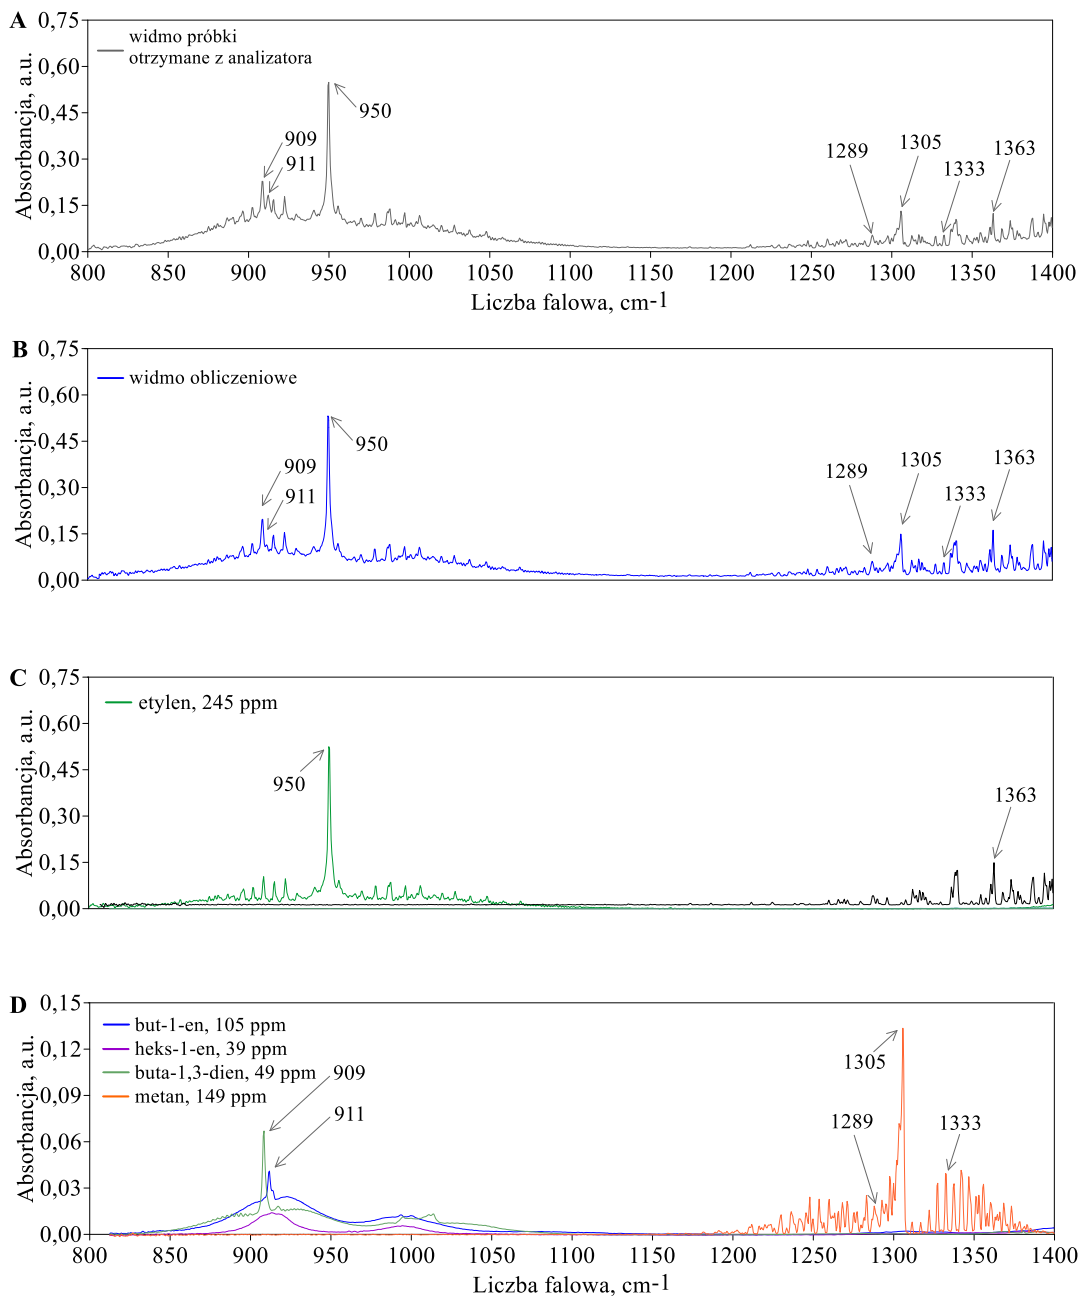 A
0,75
0,60
0,45
0,30
0,15
0,00
Absorbancja, a.u.
widmo próbki
otrzymane z analizatora
950
909
911
1289
1305
1333
1363
800 850 900 950 1000 1050 1100 1150 1200 1250 1300 1350 1400
Liczba falowa, cm-1
B
0,75
0,60
0,45
0,30
0,15
0,00
Absorbancja, a.u.
widmo obliczeniowe
950
909
911
1289
1305
1333
1363
C
0,75
0,60
0,45
0,30
0,15
0,00
Absorbancja, a.u.
etylen, 245 ppm
950
1363
D
0,15
0,12
0,09
0,06
0,03
0,00
Absorbancja, a.u.
but-1-en, 105 ppm
heks-1-en, 39 ppm
buta-1,3-dien, 49 ppm
metan, 149 ppm
909
911
1305
1289
1333
800 850 900 950 1000 1050 1100 1150 1200 1250 1300 1350 1400
Liczba falowa, cm-1